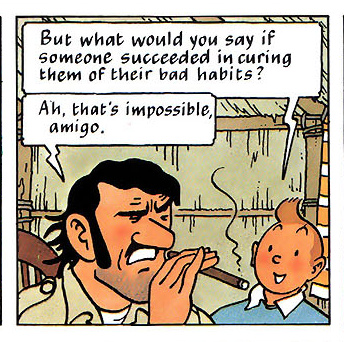 But what would you say if
someone succeeded in curing
them of their bad habits?
Ah, that's impossible,
amigo.